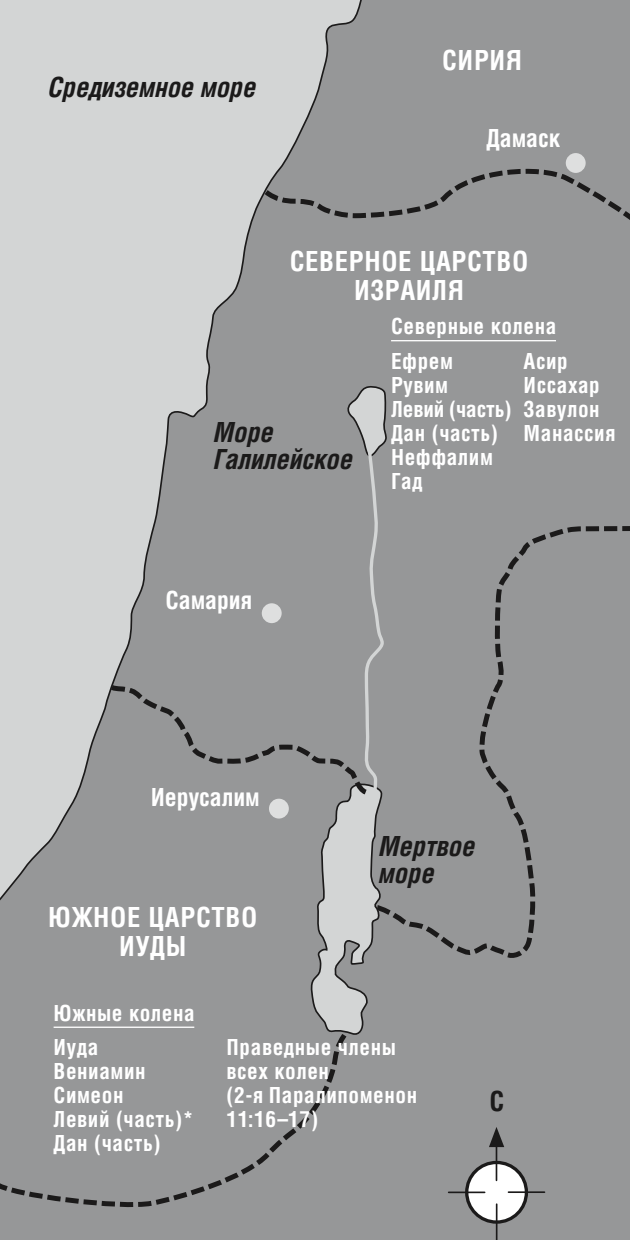 Средиземное море
СИРИЯ
Дамаск
СЕВЕРНОЕ ЦАРСТВО
ИЗРАИЛЯ
Северные колена
Ефрем
Рувим
Левий (часть)
Дан (часть)
Неффалим
Гад
Асир
Иссахар
Завулон
Манассия
Море
Галилейское
Самария
Иерусалим
Мертвое
море
ЮЖНОЕ ЦАРСТВО
ИУДЫ
Южные колена
Иуда
Вениамин
Симеон
Левий (часть)*
Дан (часть)
Праведные члены
всех колен
(2-я Паралипоменон
11:16–17)
С